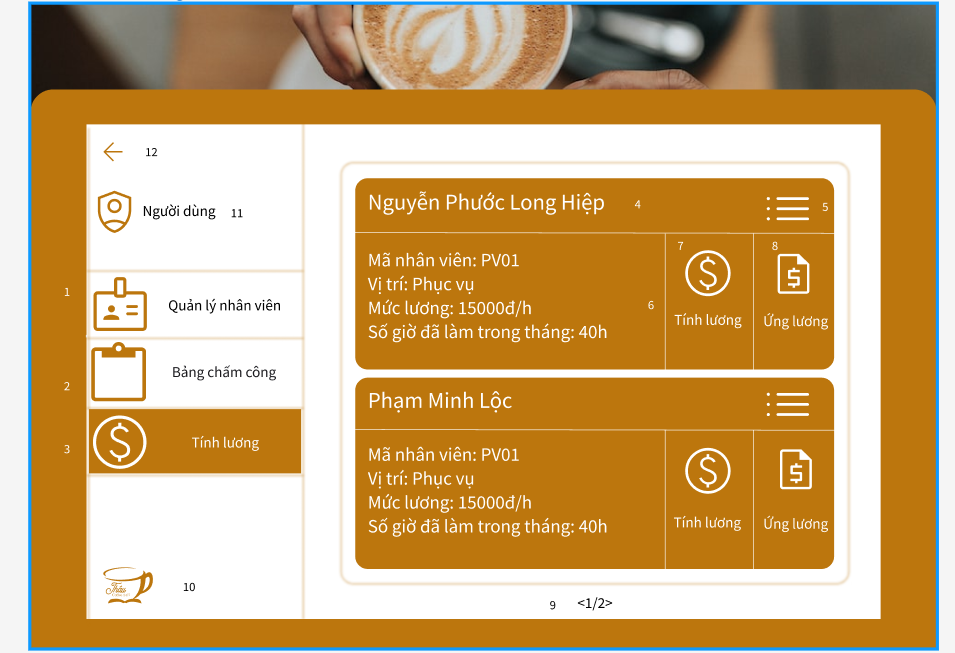 12
Người dùng 11
1
Quản lý nhân viên
2
Bảng chấm công
3
Tính lương
10
Nguyễn Phước Long Hiệp 4
5
Mã nhân viên: PV01
Vị trí: Phục vụ
Mức lương: 15000đ/h
Số giờ đã làm trong tháng: 40h
6
7
Tính lương
8
Ứng lương
Phạm Minh Lộc
Mã nhân viên: PV01
Vị trí: Phục vụ
Mức lương: 15000đ/h
Số giờ đã làm trong tháng: 40h
Tính lương
Ứng lương
9 <1/2>